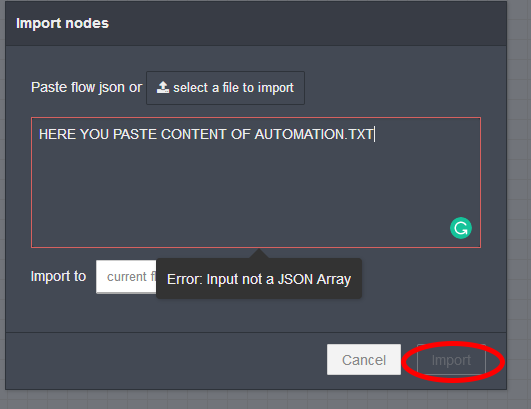 Import nodes
Paste flow json or select a file to import
HERE YOU PASTE CONTENT OF AUTOMATION.TXT
Import to current fl
Error: Input not a JSON Array
Cancel Import